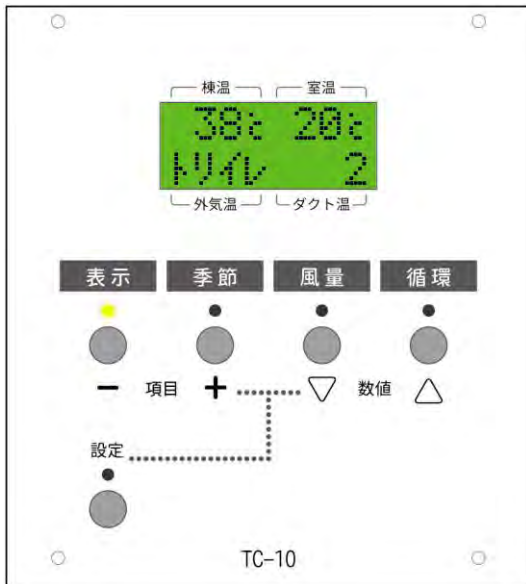 棟温 室温
38℃ 20℃
トリイレ 2
外気温 ダクト温
表示 季節 風量 循環
− 項目 + ▽ 数値 △
設定
TC-10